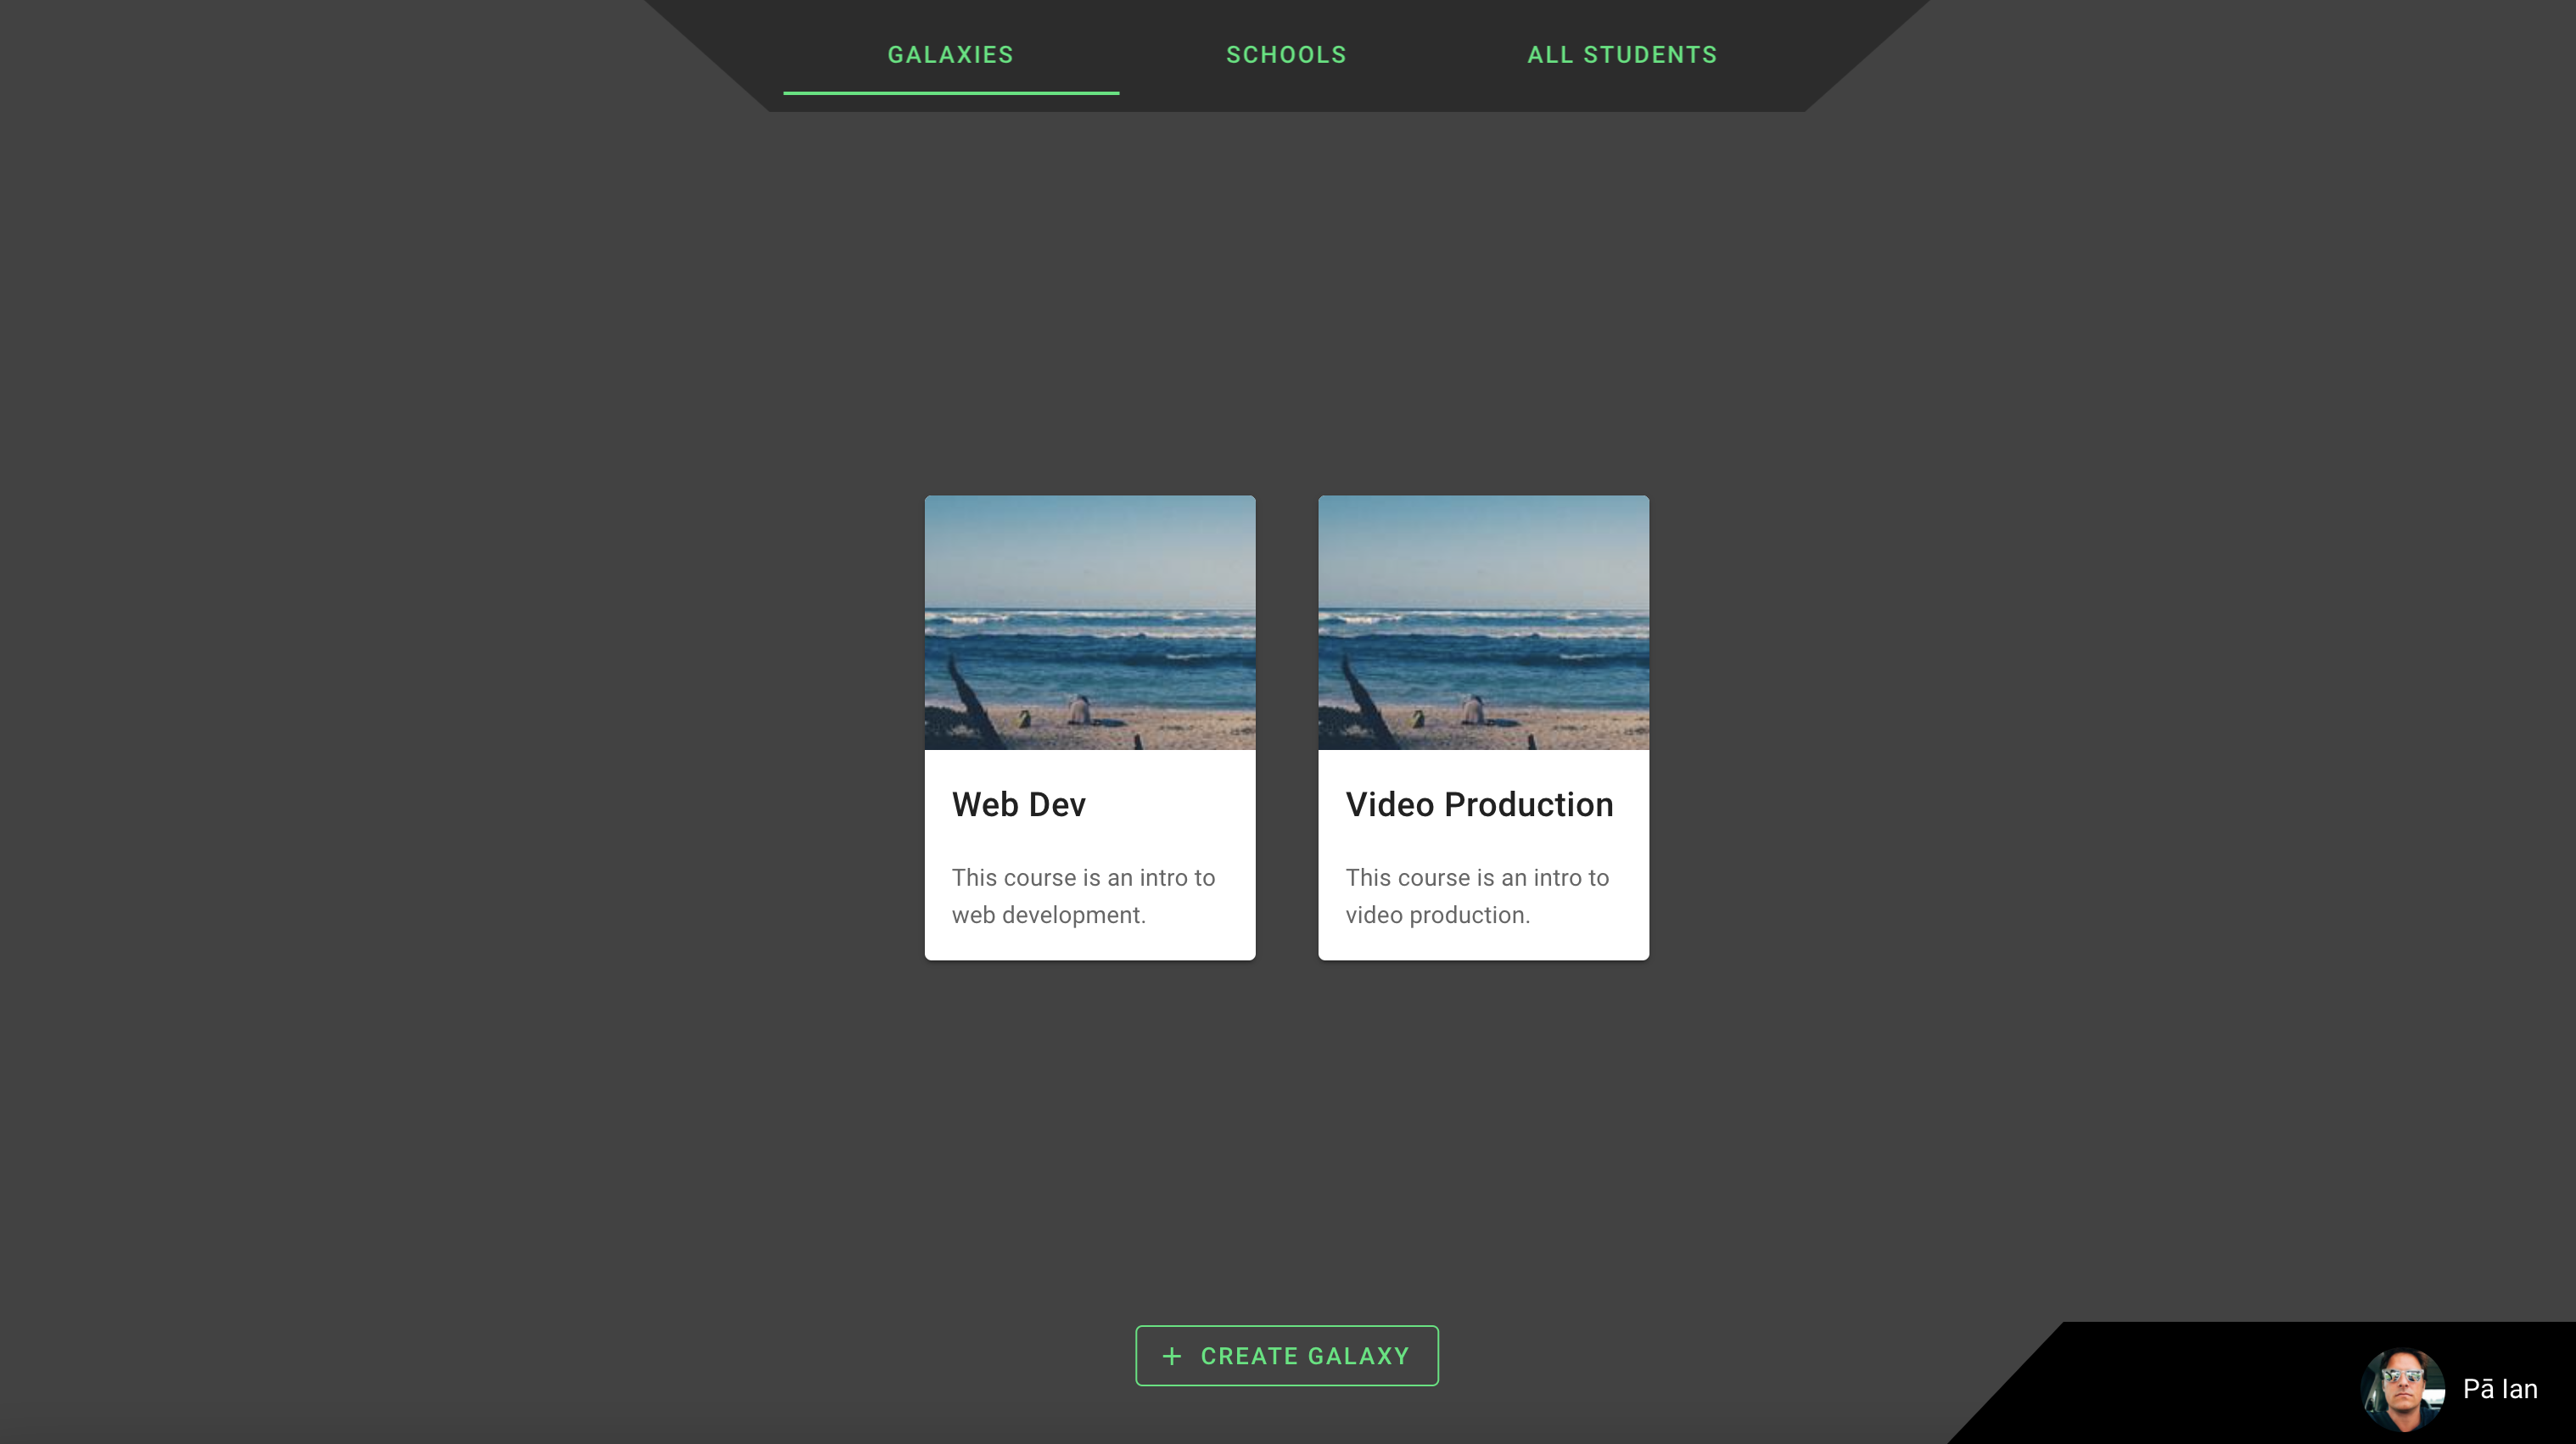 GALAXIES
SCHOOLS
ALL STUDENTS
Web Dev
This course is an intro to
web development.
Video Production
This course is an intro to
video production.
+ CREATE GALAXY
Pā Ian